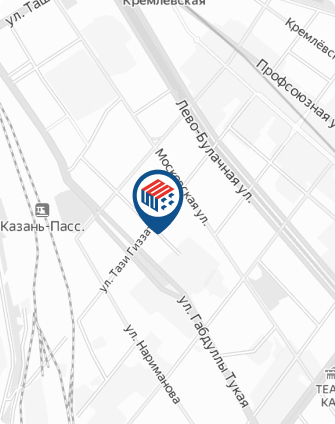 Кремлёвская
ул. Таш
Кремлёвс
Профсоюзная у
Лево-Булачная ул.
Московская ул.
Казань-Пасс.
ул. Тази Гиззат
ул. Габдуллы Тукая
ул. Нариманова
ТЕА
КА